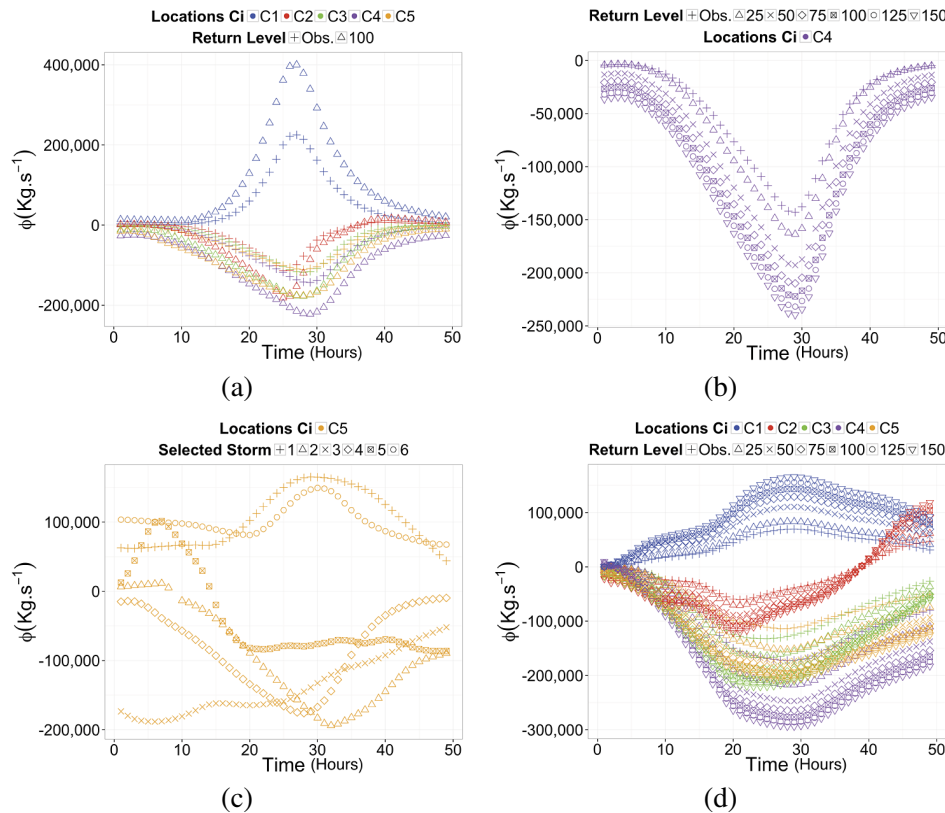 Locations Ci C1 C2 C3 C4 C5
Return Level Obs. 100
400,000
200,000
0
-200,000
ϕ(Kg.s⁻¹)
0 10 20 30 40 50
Time (Hours)
(a)
Return Level Obs. 25 50 75 100 125 150
Locations Ci C4
0
-50,000
-100,000
-150,000
-200,000
-250,000
ϕ(Kg.s⁻¹)
0 10 20 30 40 50
Time (Hours)
(b)
Locations Ci C5
Selected Storm 1 2 3 4 5 6
100,000
0
-100,000
-200,000
ϕ(Kg.s⁻¹)
0 10 20 30 40 50
Time (Hours)
(c)
Locations Ci C1 C2 C3 C4 C5
Return Level Obs. 25 50 75 100 125 150
100,000
0
-100,000
-200,000
-300,000
ϕ(Kg.s⁻¹)
0 10 20 30 40 50
Time (Hours)
(d)